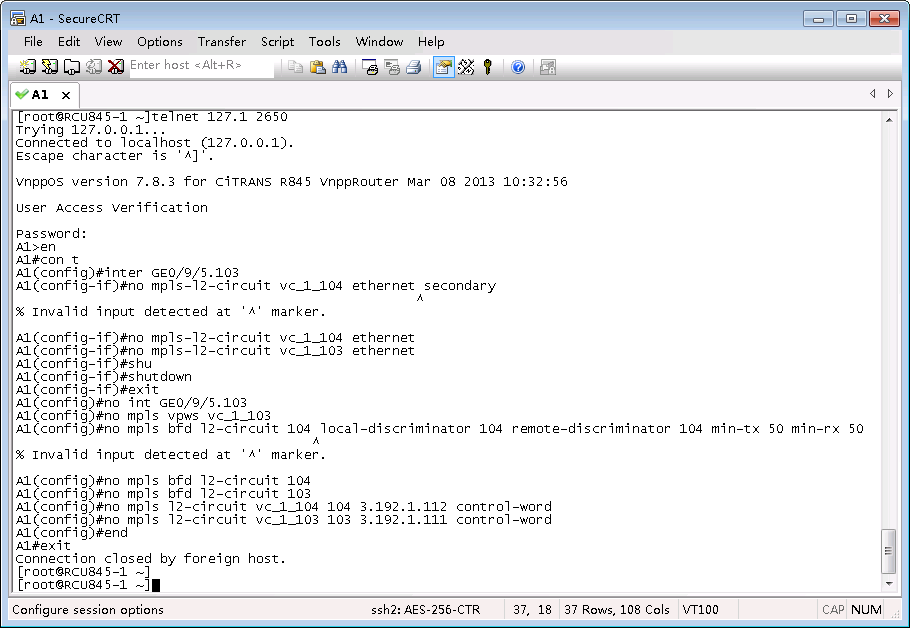 A1 - SecureCRT
File Edit View Options Transfer Script Tools Window Help
Enter host <Alt+R>
A1
[root@RCU845-1 ~]telnet 127.1 2650
Trying 127.0.0.1...
Connected to localhost (127.0.0.1).
Escape character is '^]'.
VnppOS version 7.8.3 for CiTRANS R845 VnppRouter Mar 08 2013 10:32:56
User Access Verification
Password:
A1>en
A1#con t
A1(config)#inter GE0/9/5.103
A1(config-if)#no mpls-l2-circuit vc_1_104 ethernet secondary
^
% Invalid input detected at '^' marker.
A1(config-if)#no mpls-l2-circuit vc_1_104 ethernet
A1(config-if)#no mpls-l2-circuit vc_1_103 ethernet
A1(config-if)#shu
A1(config-if)#shutdown
A1(config-if)#exit
A1(config)#no int GE0/9/5.103
A1(config)#no mpls vpws vc_1_103
A1(config)#no mpls bfd l2-circuit 104 local-discriminator 104 remote-discriminator 104 min-tx 50 min-rx 50
^
% Invalid input detected at '^' marker.
A1(config)#no mpls bfd l2-circuit 104
A1(config)#no mpls bfd l2-circuit 103
A1(config)#no mpls l2-circuit vc_1_104 104 3.192.1.112 control-word
A1(config)#no mpls l2-circuit vc_1_103 103 3.192.1.111 control-word
A1(config)#end
A1#exit
Connection closed by foreign host.
[root@RCU845-1 ~]
[root@RCU845-1 ~]
Configure session options ssh2: AES-256-CTR 37, 18 37 Rows, 108 Cols VT100 CAP NUM